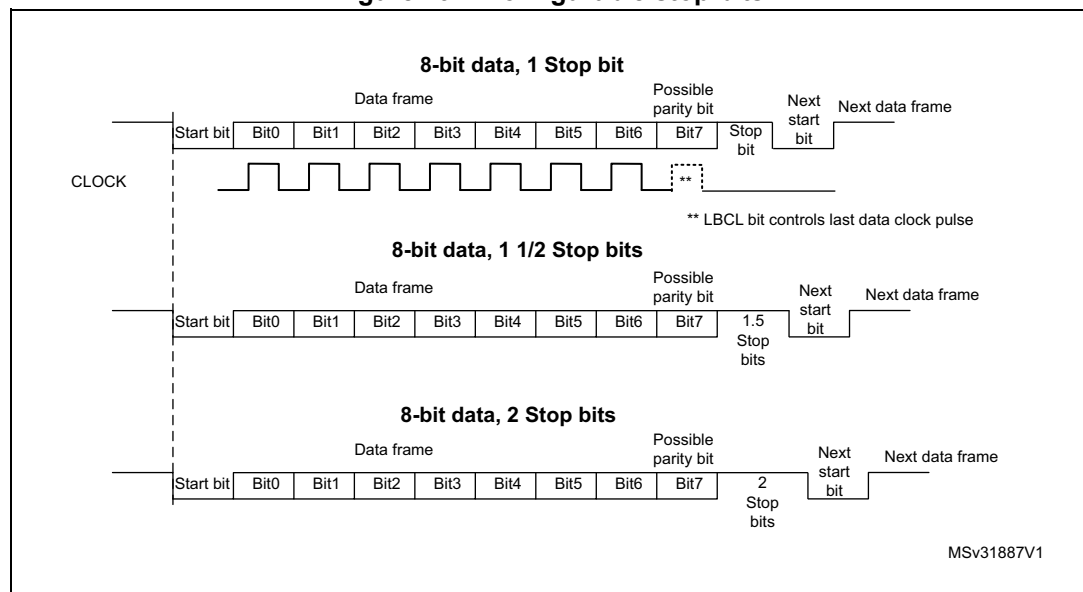 8-bit data, 1 Stop bit
Data frame
Possible
parity bit
Next
start
bit
Next data frame
Start bit Bit0 Bit1 Bit2 Bit3 Bit4 Bit5 Bit6 Bit7 Stop
bit
CLOCK
**
** LBCL bit controls last data clock pulse
8-bit data, 1 1/2 Stop bits
Data frame
Possible
parity bit
Next
start
bit
Next data frame
Start bit Bit0 Bit1 Bit2 Bit3 Bit4 Bit5 Bit6 Bit7 1.5
Stop
bits
8-bit data, 2 Stop bits
Data frame
Possible
parity bit
Next
start
bit
Next data frame
Start bit Bit0 Bit1 Bit2 Bit3 Bit4 Bit5 Bit6 Bit7 2
Stop
bits
MSv31887V1